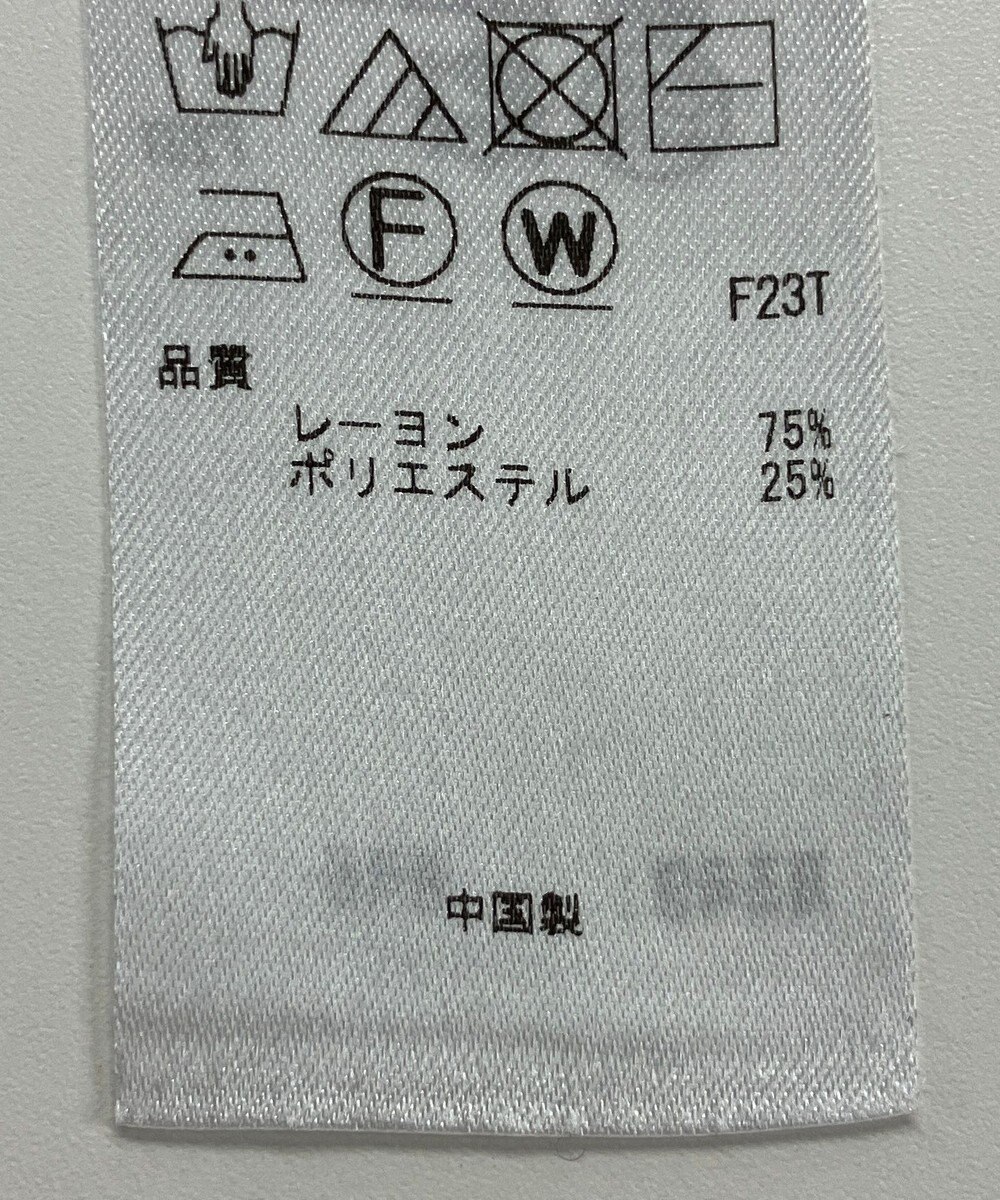 F W
F23T
品質
レーヨン 75%
ポリエステル 25%
中国製